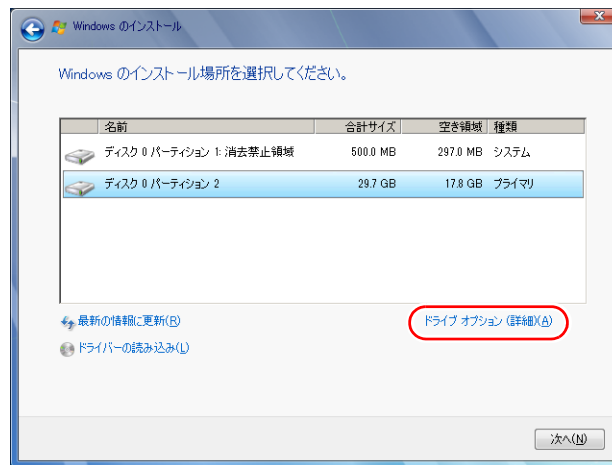 Windows のインストール
Windows のインストール場所を選択してください。
名前 合計サイズ 空き領域 種類
ディスク 0 パーティション 1: 消去禁止領域 500.0 MB 297.0 MB システム
ディスク 0 パーティション 2 29.7 GB 17.8 GB プライマリ
最新の情報に更新(R) ドライブ オプション (詳細)(A)
ドライバーの読み込み(L)
次へ(N)